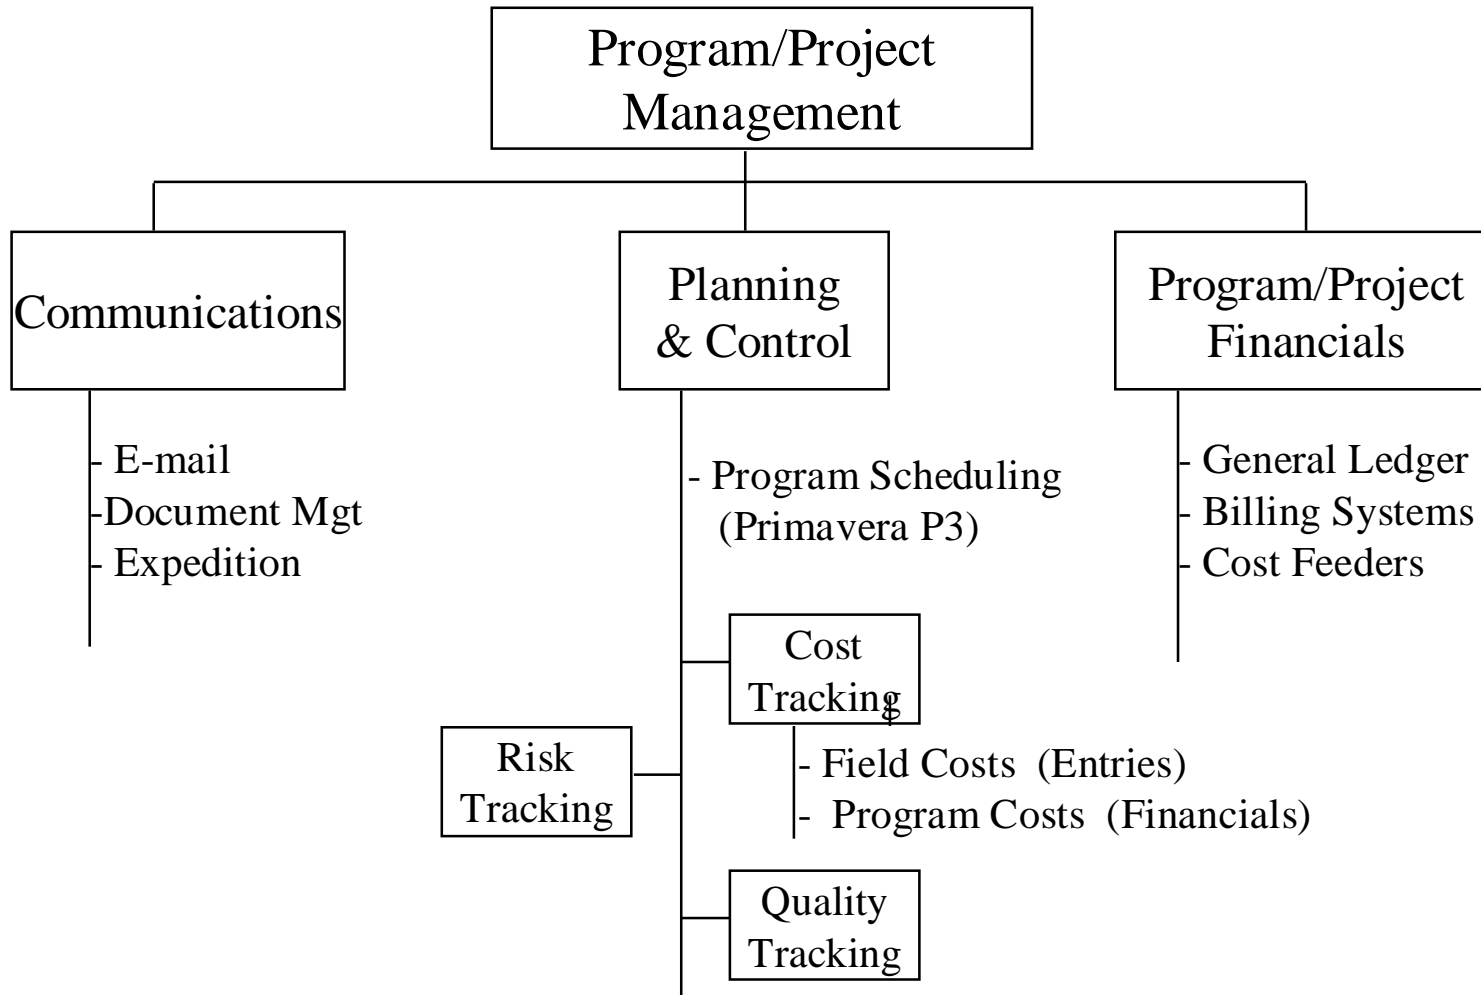 Program/Project
Management
Communications
Planning
& Control
Program/Project
Financials
- E-mail
-Document Mgt
- Expedition
- Program Scheduling
(Primavera P3)
- General Ledger
- Billing Systems
- Cost Feeders
Cost
Tracking
Risk
Tracking
- Field Costs (Entries)
- Program Costs (Financials)
Quality
Tracking